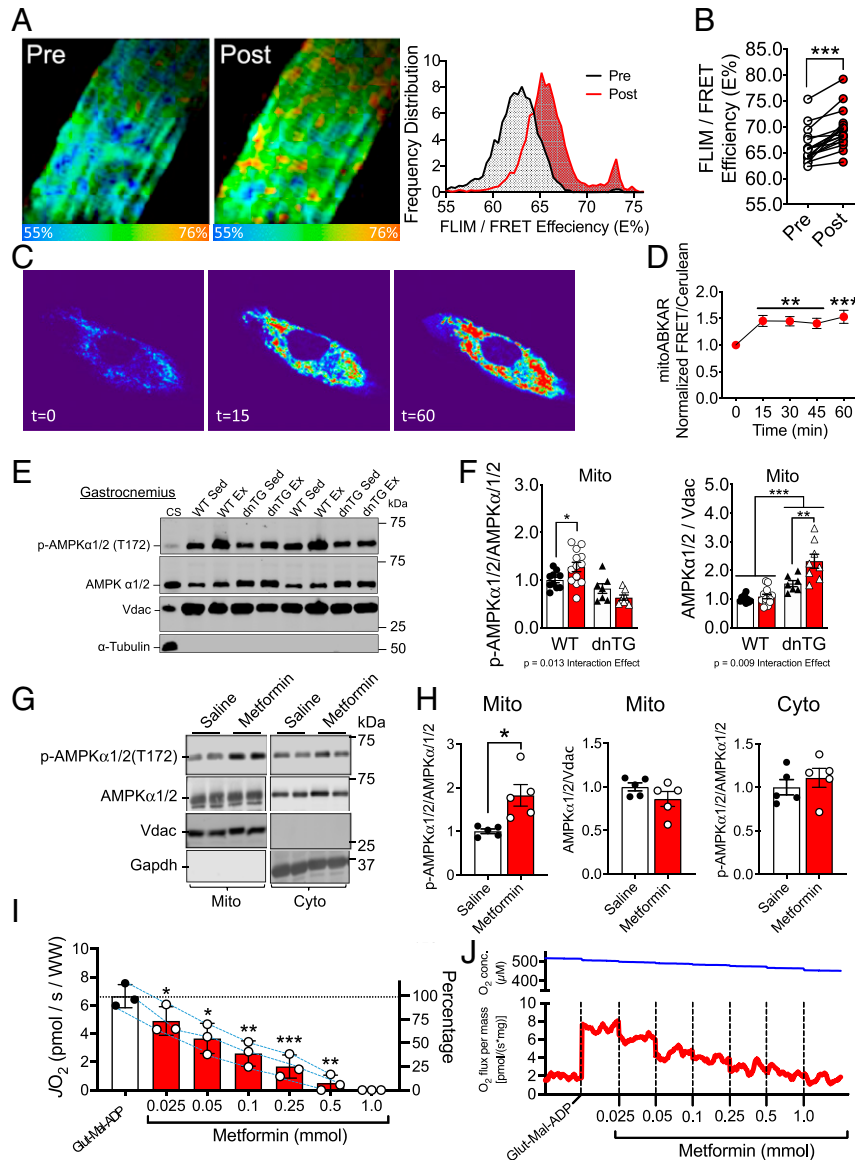 A
Pre
Post
55%
76%
55%
76%
Frequency Distribution
10
8
6
4
2
0
Pre
Post
55
60
65
70
75
FLIM / FRET Effeciency (E%)
B
***
FLIM / FRET
Efficiency (E%)
85.0
80.0
75.0
70.0
65.0
60.0
55.0
Pre
Post
C
t=0
t=15
t=60
D
mitoABKAR
Normalized FRET/Cerulean
2.0
1.5
1.0
0.5
0.0
**
***
0
15
30
45
60
Time (min)
E
Gastrocnemius
Cs
WT Sed
WT Ex
dnTG Sed
dnTG Ex
WT Sed
WT Ex
dnTG Sed
dnTG Ex
kDa
p-AMPKα1/2 (T172)
75
AMPK α1/2
75
Vdac
25
α-Tubulin
50
F
Mito
p-AMPKα1/2/AMPKα/1/2
3.0
2.0
1.0
0.0
*
WT
dnTG
p = 0.013 Interaction Effect
Mito
AMPKα1/2 / Vdac
5.0
4.0
3.0
2.0
1.0
0.0
***
**
WT
dnTG
p = 0.009 Interaction Effect
G
Saline
Metformin
Saline
Metformin
kDa
p-AMPKα1/2(T172)
75
AMPKα1/2
75
Vdac
25
Gapdh
37
Mito
Cyto
H
Mito
p-AMPKα1/2/AMPKα/1/2
3
2
1
0
*
Saline
Metformin
Mito
AMPKα1/2/Vdac
1.5
1.0
0.5
0.0
Saline
Metformin
Cyto
p-AMPKα1/2/AMPKα1/2
1.5
1.0
0.5
0.0
Saline
Metformin
I
JO2 (pmol / s / WW)
10
8
6
4
2
0
*
*
**
***
**
Percentage
100
75
50
25
0
Glut-Mal-ADP
0.025
0.05
0.1
0.25
0.5
1.0
Metformin (mmol)
J
O2 conc.
(µM)
500
400
O2 flux per mass
[pmol/(s*mg)]
10
8
6
4
2
0
Glut-Mal-ADP
0.025
0.05
0.1
0.25
0.5
1.0
Metformin (mmol)